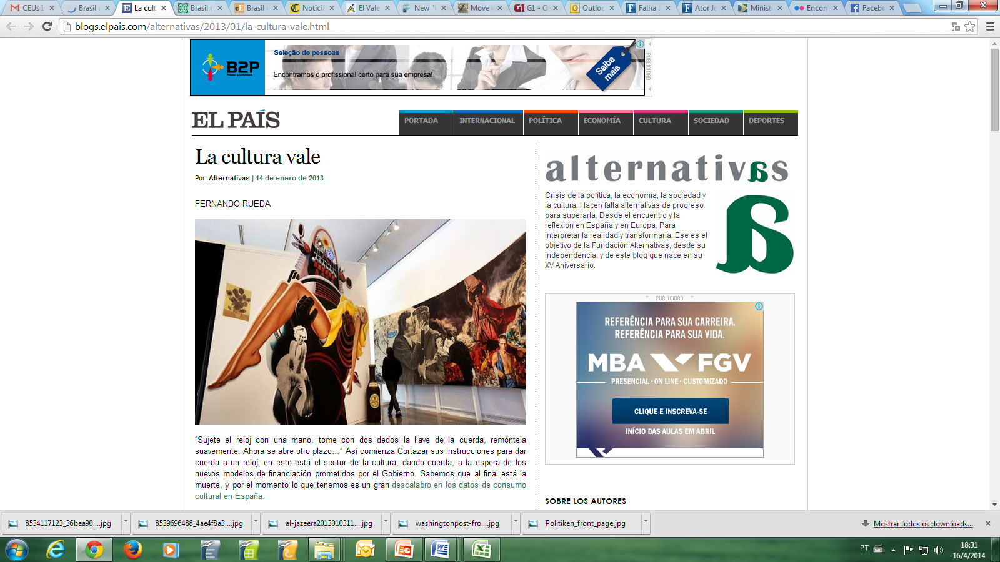 CEUs In
Brasil c
La cult
Brasil c
Brasil c
Noticia
El Vale
New "C
Move i
G1 - O
Outloc
Falha a
Ator Jo
Minist
Encon
Facebo
blogs.elpais.com/alternativas/2013/01/la-cultura-vale.html
B2P
Seleção de pessoas
Encontramos o profissional certo para sua empresa!
Saiba
mais
PUBLICIDAD
EL PAÍS
PORTADA
INTERNACIONAL
POLÍTICA
ECONOMÍA
CULTURA
SOCIEDAD
DEPORTES
La cultura vale
Por: Alternativas | 14 de enero de 2013
FERNANDO RUEDA
“Sujete el reloj con una mano, tome con dos dedos la llave de la cuerda, remóntela
suavemente. Ahora se abre otro plazo…” Así comienza Cortazar sus instrucciones para dar
cuerda a un reloj: en esto está el sector de la cultura, dando cuerda, a la espera de los
nuevos modelos de financiación prometidos por el Gobierno. Sabemos que al final está la
muerte, y por el momento lo que tenemos es un gran descalabro en los datos de consumo
cultural en España.
alternativas
Crisis de la política, la economía, la sociedad y
la cultura. Hacen falta alternativas de progreso
para superarla. Desde el encuentro y la
reflexión en España y en Europa. Para
interpretar la realidad y transformarla. Ese es el
objetivo de la Fundación Alternativas, desde su
independencia, y de este blog que nace en su
XV Aniversario.
PUBLICIDAD
REFERÊNCIA PARA SUA CARREIRA.
REFERÊNCIA PARA SUA VIDA.
MBA FGV
PRESENCIAL · ON LINE · CUSTOMIZADO
CLIQUE E INSCREVA-SE
INÍCIO DAS AULAS EM ABRIL
SOBRE LOS AUTORES
8534117123_36bea90....jpg
8539696488_4ae4f8a3....jpg
al-jazeera2013010311....jpg
washingtonpost-fro....jpg
Politiken_front_page.jpg
Mostrar todos os downloads...
PT
18:31
16/4/2014